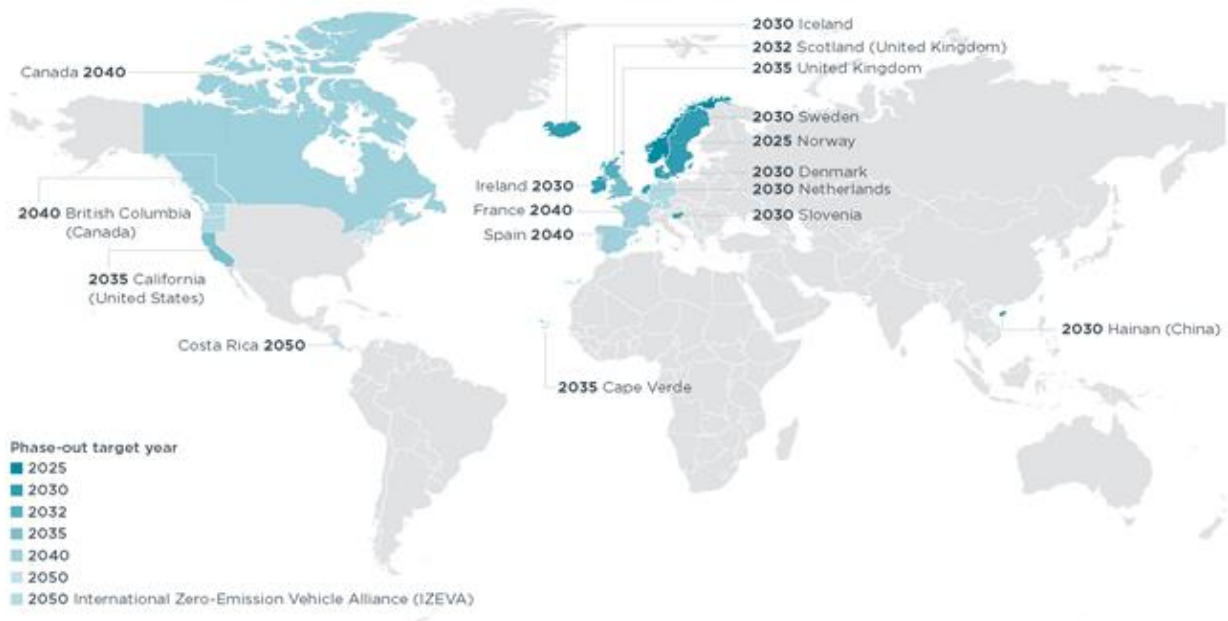 2030 Iceland
2032 Scotland (United Kingdom)
2035 United Kingdom
Canada 2040
2030 Sweden
2025 Norway
2030 Denmark
Ireland 2030
2030 Netherlands
2040 British Columbia
(Canada)
France 2040
2030 Slovenia
Spain 2040
2035 California
(United States)
2030 Hainan (China)
Costa Rica 2050
2035 Cape Verde
Phase-out target year
2025
2030
2032
2035
2040
2050
2050 International Zero-Emission Vehicle Alliance (IZEVA)